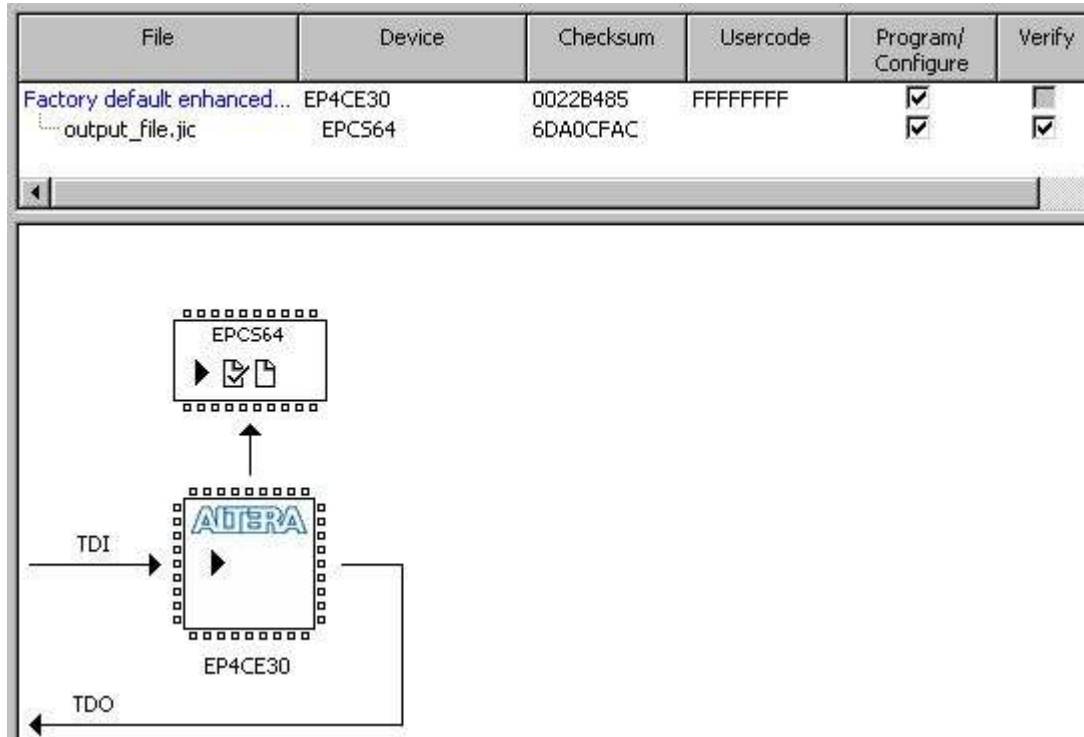 File Device Checksum Usercode Program/ Verify
Configure
Factory default enhanced... EP4CE30 0022B485 FFFFFFFF
output_file.jic EPCS64 6DA0CFAC
EPCS64
ALTERA
TDI
EP4CE30
TDO